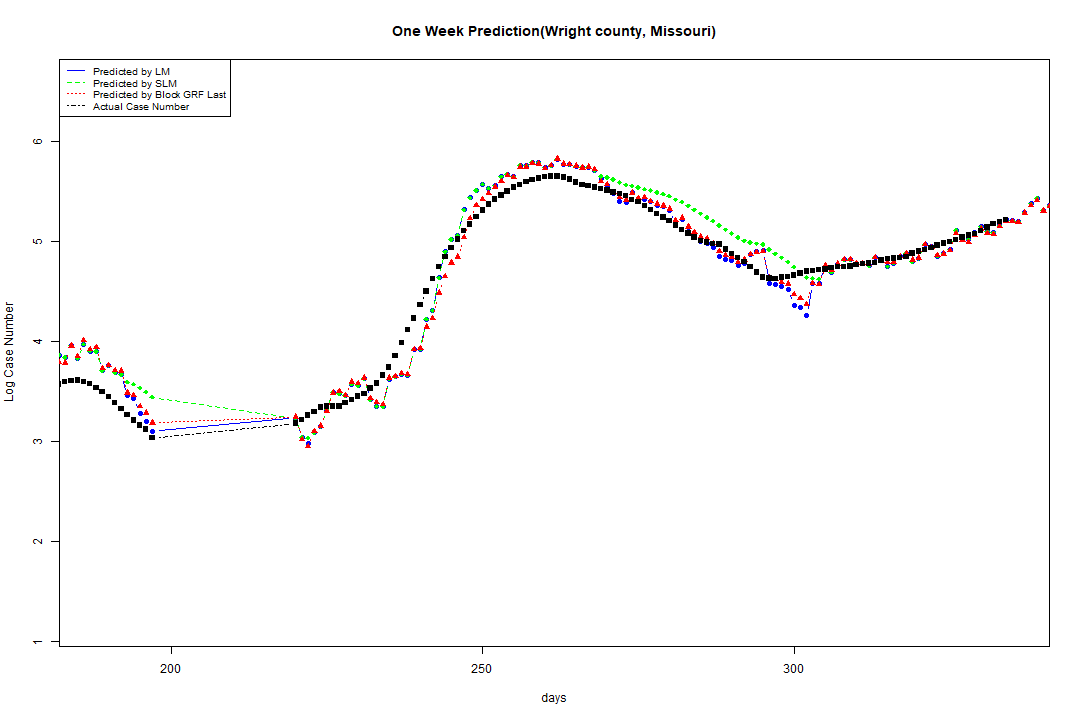 One Week Prediction(Wright county, Missouri)
Predicted by LM
Predicted by SLM
Predicted by Block GRF Last
Actual Case Number
6
5
4
3
2
1
Log Case Number
200 250 300
days